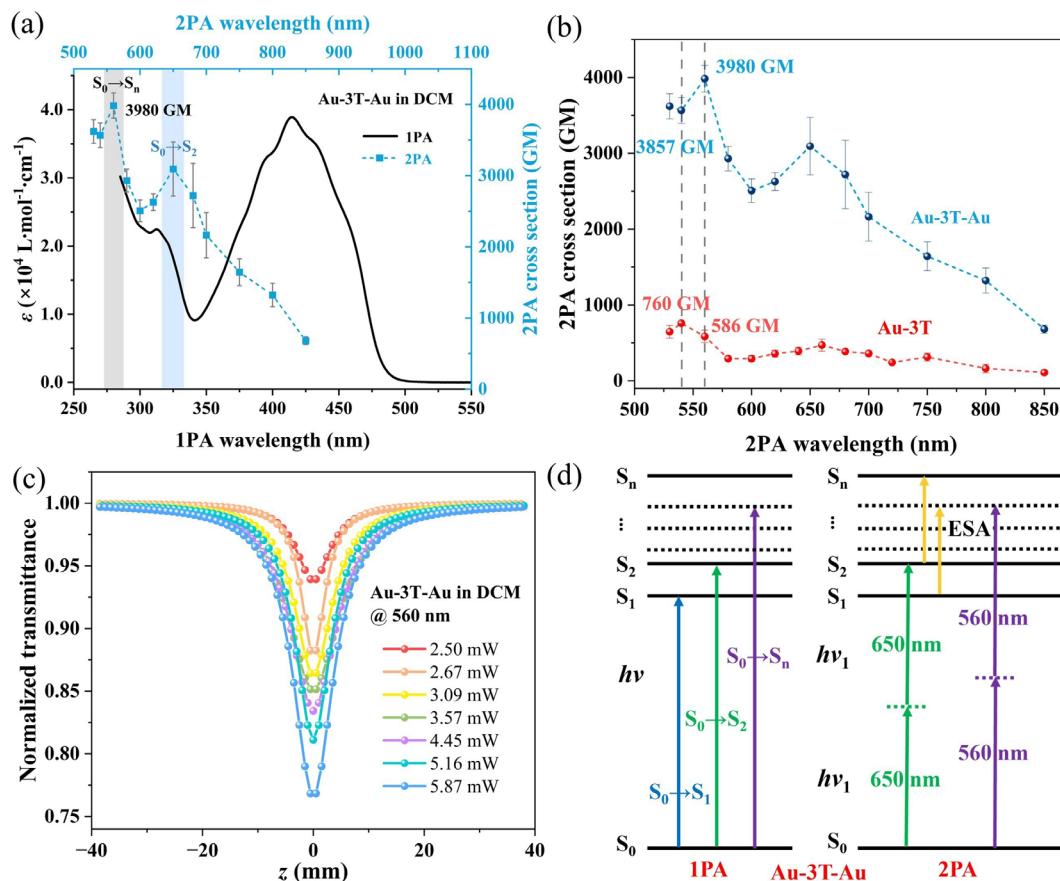 (a)
2PA wavelength (nm)
500 600 700 800 900 1000 1100
S₀→Sₙ
3980 GM
S₀→S₂
Au-3T-Au in DCM
1PA
2PA
4.0
3.0
2.0
1.0
0.0
ε (×10⁴ L·mol⁻¹·cm⁻¹)
4000
3000
2000
1000
0
2PA cross section (GM)
250 300 350 400 450 500 550
1PA wavelength (nm)
(b)
4000
3000
2000
1000
0
2PA cross section (GM)
3980 GM
3857 GM
Au-3T-Au
760 GM
586 GM
Au-3T
500 550 600 650 700 750 800 850
2PA wavelength (nm)
(c)
1.00
0.95
0.90
0.85
0.80
0.75
Normalized transmittance
Au-3T-Au in DCM
@ 560 nm
2.50 mW
2.67 mW
3.09 mW
3.57 mW
4.45 mW
5.16 mW
5.87 mW
−40 −20 0 20 40
z (mm)
(d)
Sₙ
...
S₂
S₁
hν
S₀→Sₙ
S₀→S₂
S₀→S₁
S₀
1PA
Sₙ
...
ESA
S₂
S₁
560 nm
hν₁
650 nm
560 nm
hν₁
650 nm
S₀
Au-3T-Au
2PA